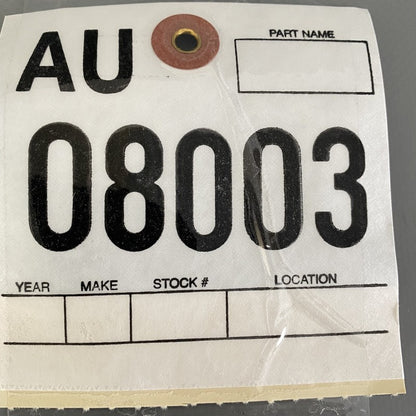 AU PART NAME
08003
YEAR MAKE STOCK # LOCATION